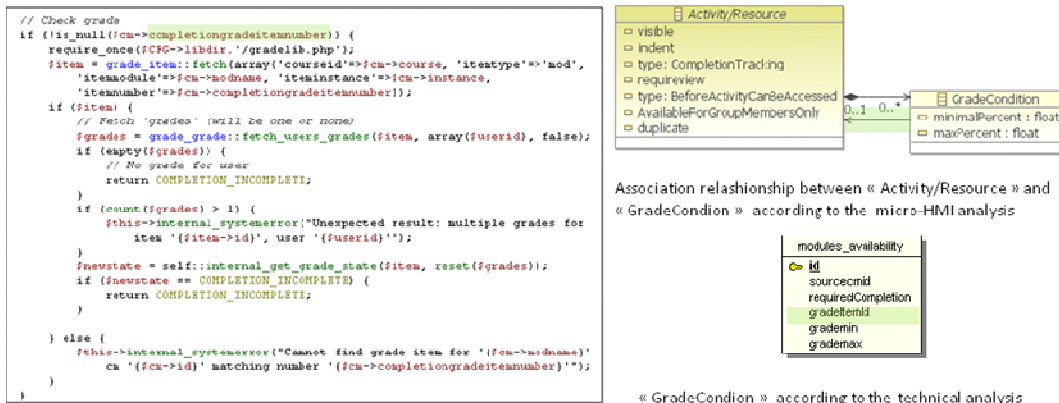 // Check grade
if (!is_null($cm->completiongradeitemnumber)) {
require_once($CFG->libdir.'/gradelib.php');
$item = grade_item::fetch(array('courseid'=>$cm->course, 'itemtype'=>'mod',
'itemmodule'=>$cm->modname, 'iteminstance'=>$cm->instance,
'itemnumber'=>$cm->completiongradeitemnumber));
if ($item) {
// Fetch 'grades' (will be one or none)
$grades = grade_grade::fetch_users_grades($item, array($userid), false);
if (empty($grades)) {
// No grade for user
return COMPLETION_INCOMPLETE;
}
if (count($grades) > 1) {
$this->internal_systemerror("Unexpected result: multiple grades for
item '{$item->id}', user '{$userid}'");
}
$newstate = self::internal_get_grade_state($item, reset($grades));
if ($newstate == COMPLETION_INCOMPLETE) {
return COMPLETION_INCOMPLETE;
}
} else {
$this->internal_systemerror("Cannot find grade item for '{$cm->modname}'
cm '{$cm->id}' matching number '{$cm->completiongradeitemnumber}'");
}
}
Activity/Resource
visible
indent
type: CompletionTracking
requireview
type: BeforeActivityCanBeAccessed
AvailableForGroupMembersOnly
duplicate
0..1 0..*
GradeCondition
minimalPercent : float
maxPercent : float
Association relashionship between « Activity/Resource » and
« GradeCondion » according to the micro-HMI analysis
modules_availability
id
sourcecmid
requiredCompletion
gradeItemId
grademin
grademax
« GradeCondion » according to the technical analysis